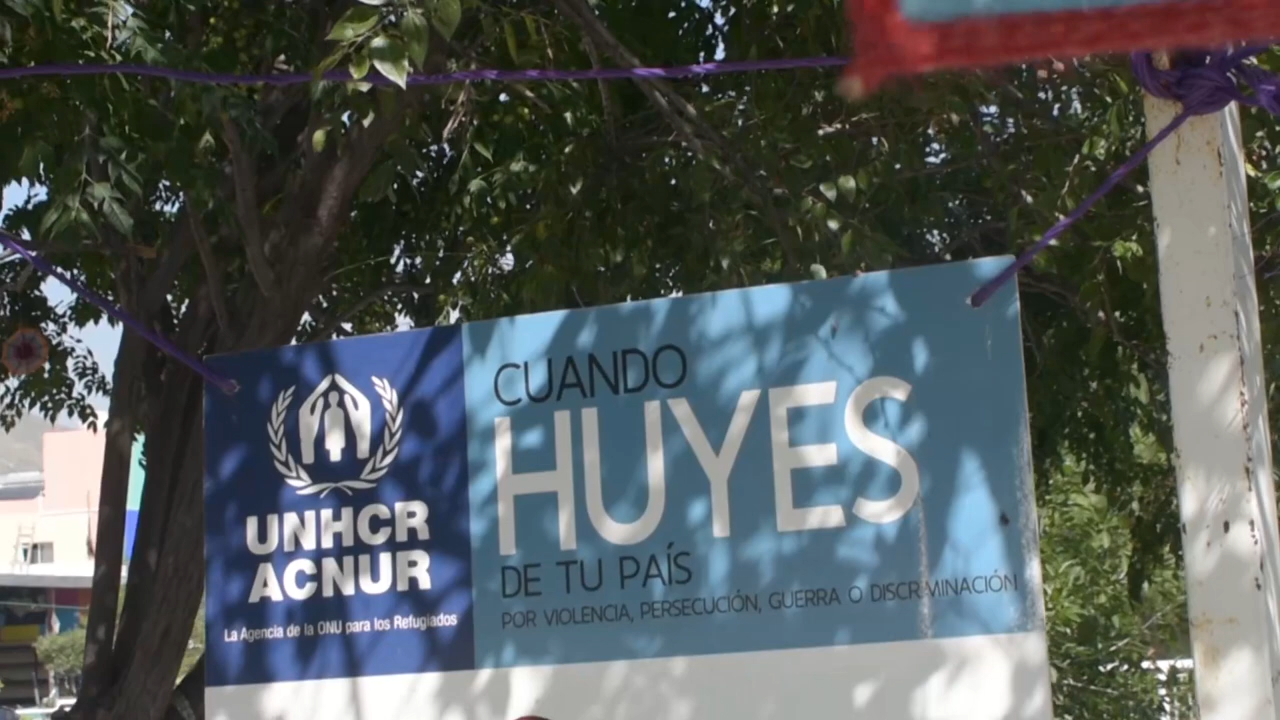 UNHCR
ACNUR
La Agencia de la ONU para los Refugiados
CUANDO
HUYES
DE TU PAÍS
POR VIOLENCIA, PERSECUCIÓN, GUERRA O DISCRIMINACIÓN